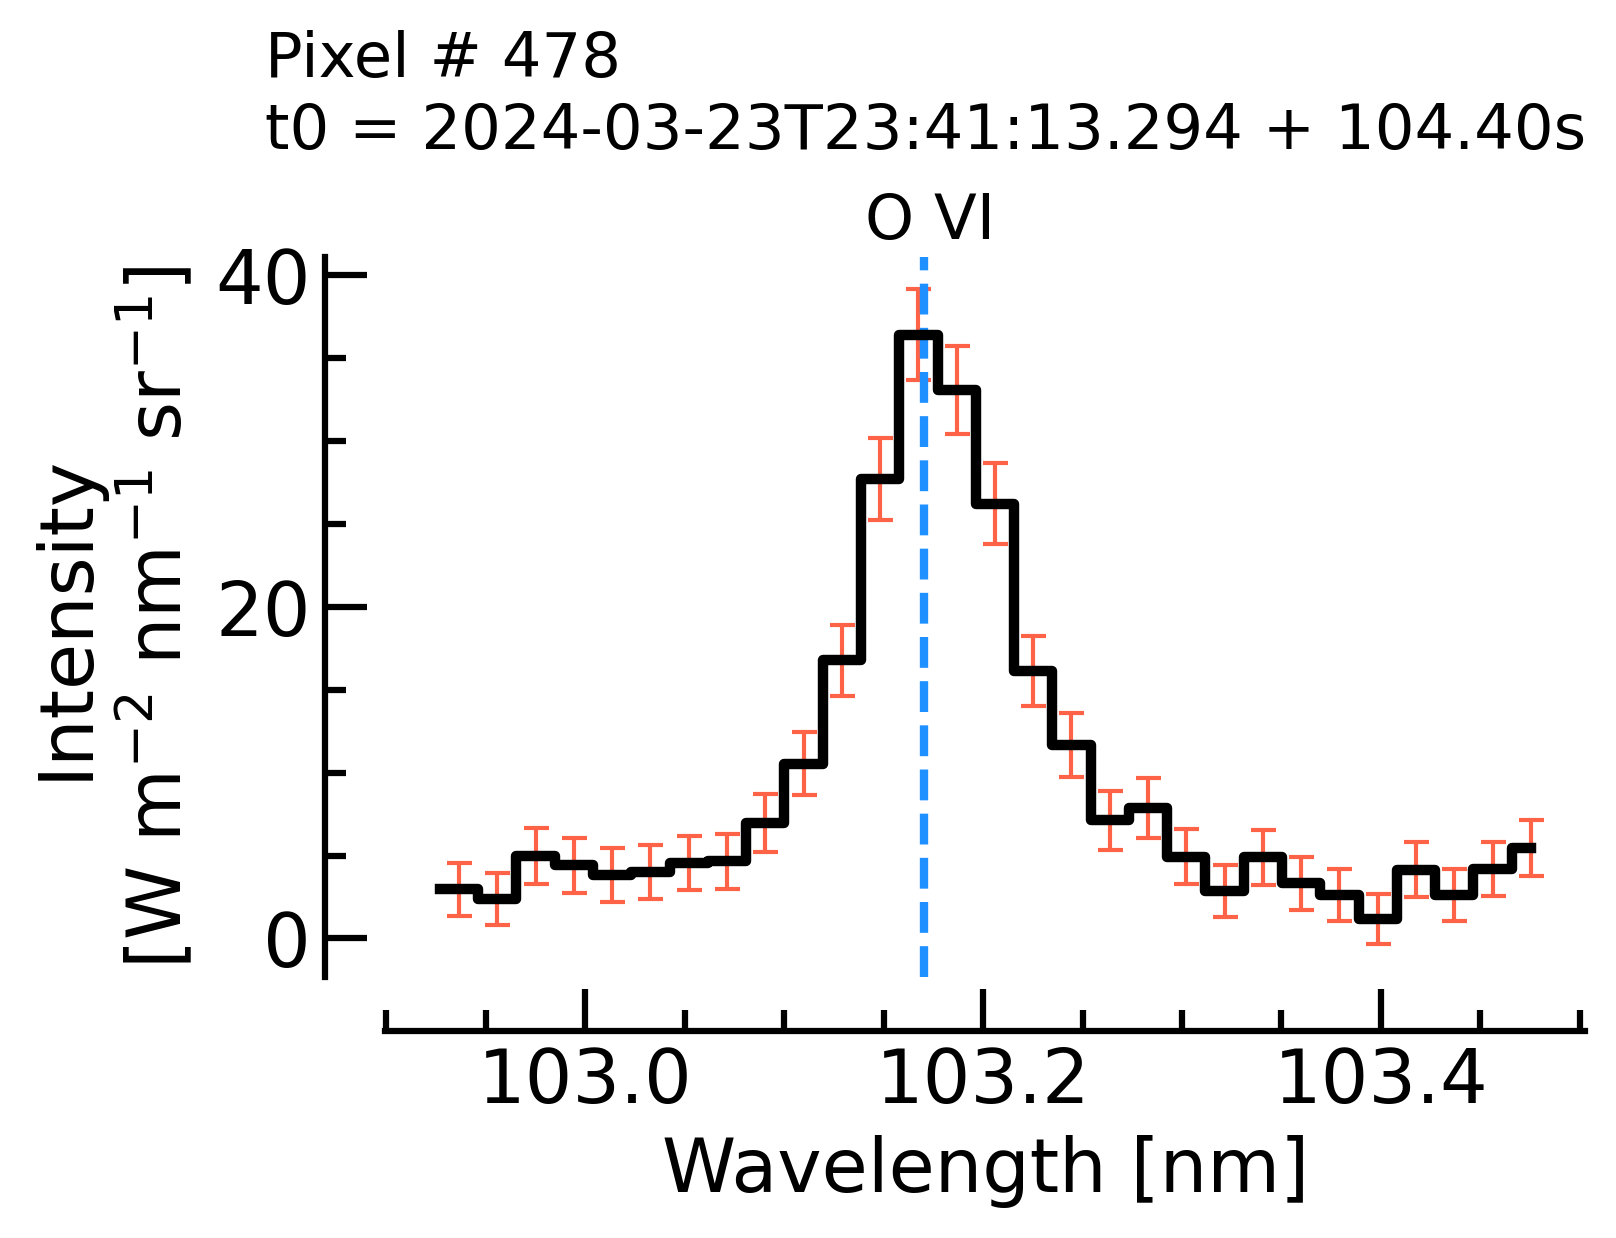 Pixel # 478
t0 = 2024-03-23T23:41:13.294 + 104.40s
O VI
Intensity
[W m⁻² nm⁻¹ sr⁻¹]
40
20
0
103.0
103.2
103.4
Wavelength [nm]